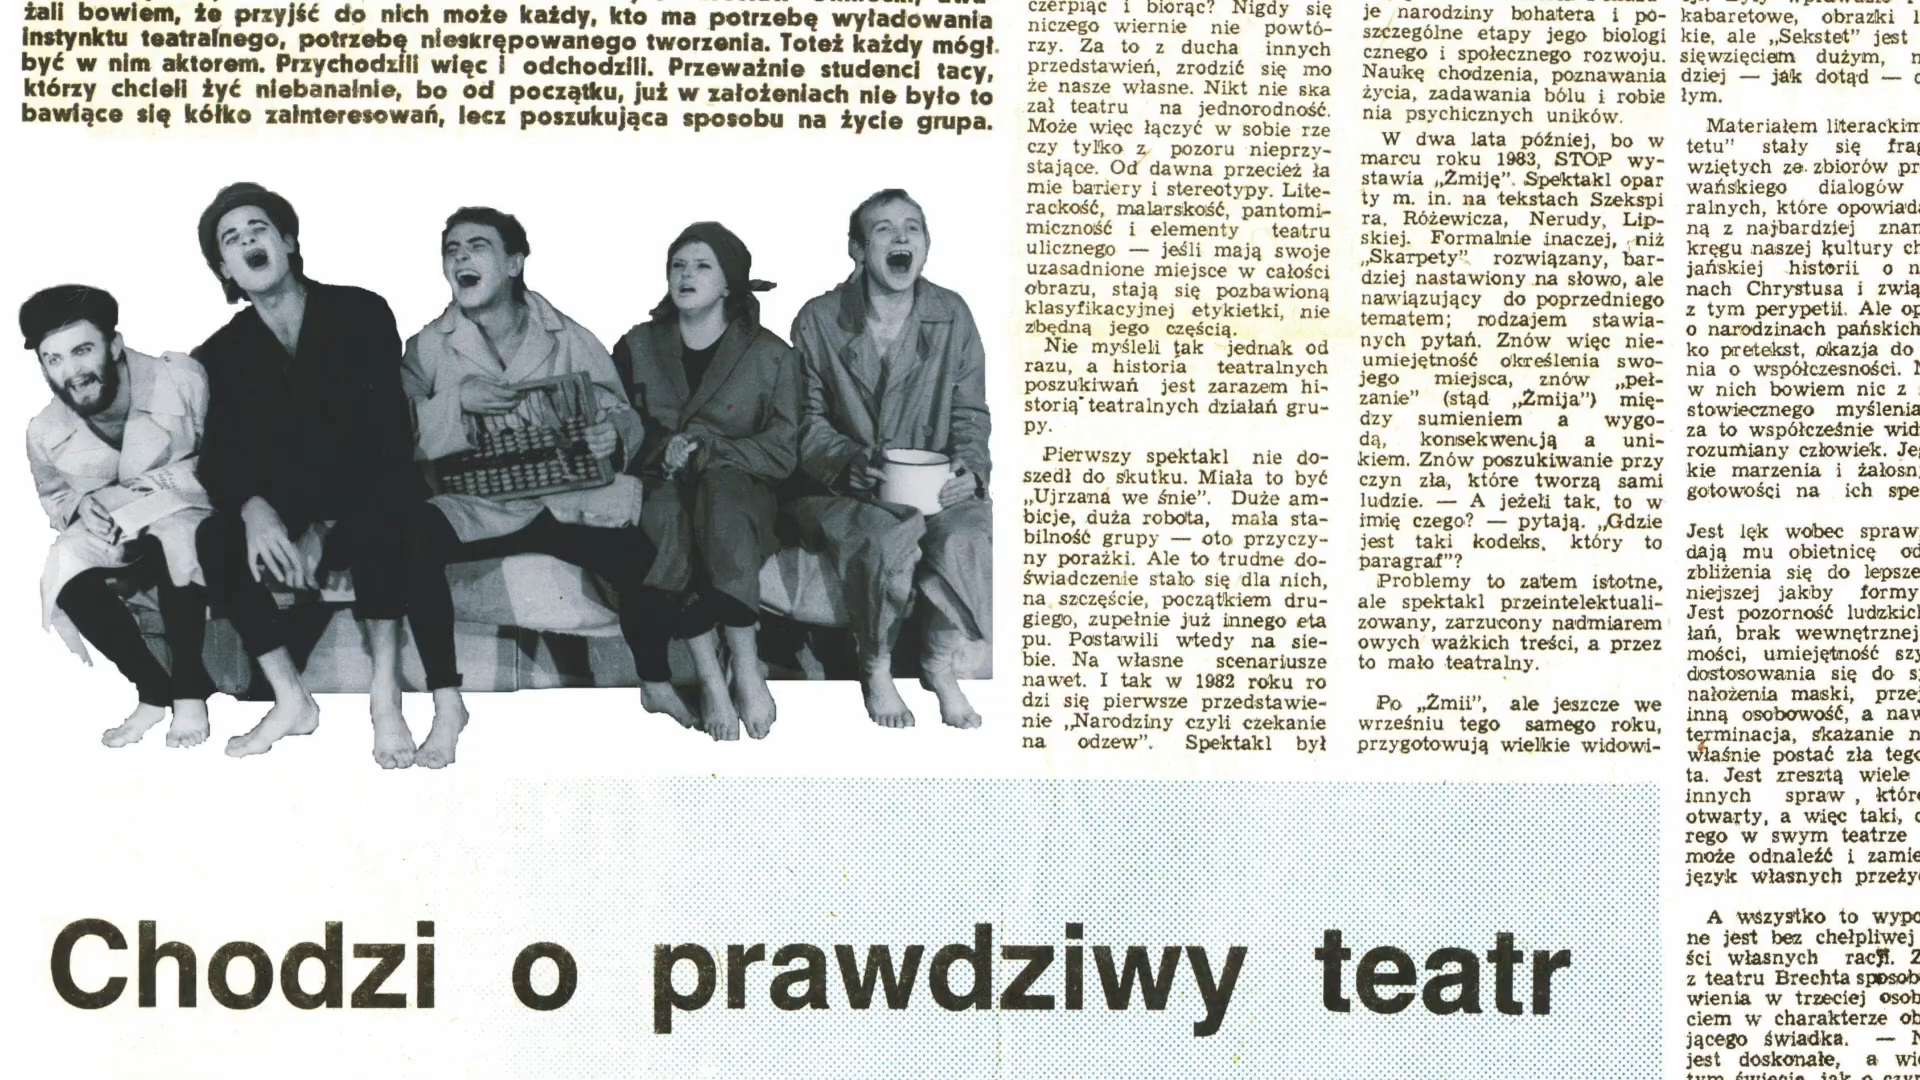 żali bowiem, że przyjść do nich może każdy, kto ma potrzebę wyładowania
instynktu teatralnego, potrzebę nieskrępowanego tworzenia. Toteż każdy mógł
być w nim aktorem. Przychodzili więc i odchodzili. Przeważnie studenci tacy,
którzy chcieli żyć niebanalnie, bo od początku, już w założeniach nie było to
bawiące się kółko zainteresowań, lecz poszukująca sposobu na życie grupa.
czerpiąc i biorąc? Nigdy się
niczego wiernie nie powtó-
rzy. Za to z ducha innych
przedstawień, zrodzić się mo
że nasze własne. Nikt nie ska
zał teatru na jednorodność.
Może więc łączyć w sobie rze
czy tylko z pozoru nieprzy-
stające. Od dawna przecież ła
mie bariery i stereotypy. Lite-
rackość, malarskość, pantomi-
miczność i elementy teatru
ulicznego — jeśli mają swoje
uzasadnione miejsce w całości
obrazu, stają się pozbawioną
klasyfikacyjnej etykietki, nie
zbędną jego częścią.
Nie myśleli tak jednak od
razu, a historia teatralnych
poszukiwań jest zarazem hi-
storią teatralnych działań gru-
py.
Pierwszy spektakl nie do-
szedł do skutku. Miała to być
„Ujrzana we śnie”. Duże am-
bicje, duża robota, mała sta-
bilność grupy — oto przyczy-
ny porażki. Ale to trudne do-
świadczenie stało się dla nich,
na szczęście, początkiem dru-
giego, zupełnie już innego eta
pu. Postawili wtedy na sie-
bie. Na własne scenariusze
nawet. I tak w 1982 roku ro
dzi się pierwsze przedstawie-
nie „Narodziny czyli czekanie
na odzew”. Spektakl był
je narodziny bohatera i po-
szczególne etapy jego biologi
cznego i społecznego rozwoju.
Naukę chodzenia, poznawania
życia, zadawania bólu i robie
nia psychicznych uników.
W dwa lata później, bo w
marcu roku 1983, STOP wy-
stawia „Żmiję”. Spektakl opar
ty m. in. na tekstach Szekspi
ra, Różewicza, Nerudy, Lip-
skiej. Formalnie inaczej, niż
„Skarpety” rozwiązany, bar-
dziej nastawiony na słowo, ale
nawiązujący do poprzedniego
tematem; rodzajem stawia-
nych pytań. Znów więc nie-
umiejętność określenia swo-
jego miejsca, znów „peł-
zanie” (stąd „Żmija”) mię-
dzy sumieniem a wygo-
dą, konsekwencją a uni-
kiem. Znów poszukiwanie przy
czyn zła, które tworzą sami
ludzie. — A jeżeli tak, to w
imię czego? — pytają. „Gdzie
jest taki kodeks, który to
paragraf”?
Problemy to zatem istotne,
ale spektakl przeintelektuali-
zowany, zarzucony nadmiarem
owych ważkich treści, a przez
to mało teatralny.
Po „Żmii”, ale jeszcze we
wrześniu tego samego roku,
przygotowują wielkie widowi-
kabaretowe, obrazki
kie, ale „Sekstet” jest
sięwzięciem dużym,
dziej — jak dotąd —
łym.
Materiałem literackim
tetu” stały się frag
wziętych ze zbiorów pr
wańskiego dialogów
ralnych, które opowiada
ną z najbardziej znan
kręgu naszej kultury ch
jańskiej historii o n
nach Chrystusa i zwią
z tym perypetii. Ale op
o narodzinach pańskich
ko pretekst, okazja do
nia o współczesności. N
w nich bowiem nic z
stowiecznego myślenia
za to współcześnie wid
rozumiany człowiek. Je
kie marzenia i żałosn
gotowości na ich spe
Jest lęk wobec spraw
dają mu obietnicę od
zbliżenia się do lepsze
niejszej jakby formy
Jest pozorność ludzkich
łań, brak wewnętrznej
mości, umiejętność szy
dostosowania się do s
nałożenia maski, prze
inną osobowość, a naw
terminacja, skazanie n
właśnie postać zła tego
ta. Jest zresztą wiele
innych spraw, które
otwarty, a więc taki,
rego w swym teatrze
może odnaleźć i zamie
język własnych przeży
A wszystko to wypo
ne jest bez chełpliwej
ści własnych racji. Z
z teatru Brechta sposób
wienia w trzeciej osob
ciem w charakterze ob
jącego świadka. — N
jest doskonałe, a wi
Chodzi o prawdziwy teatr